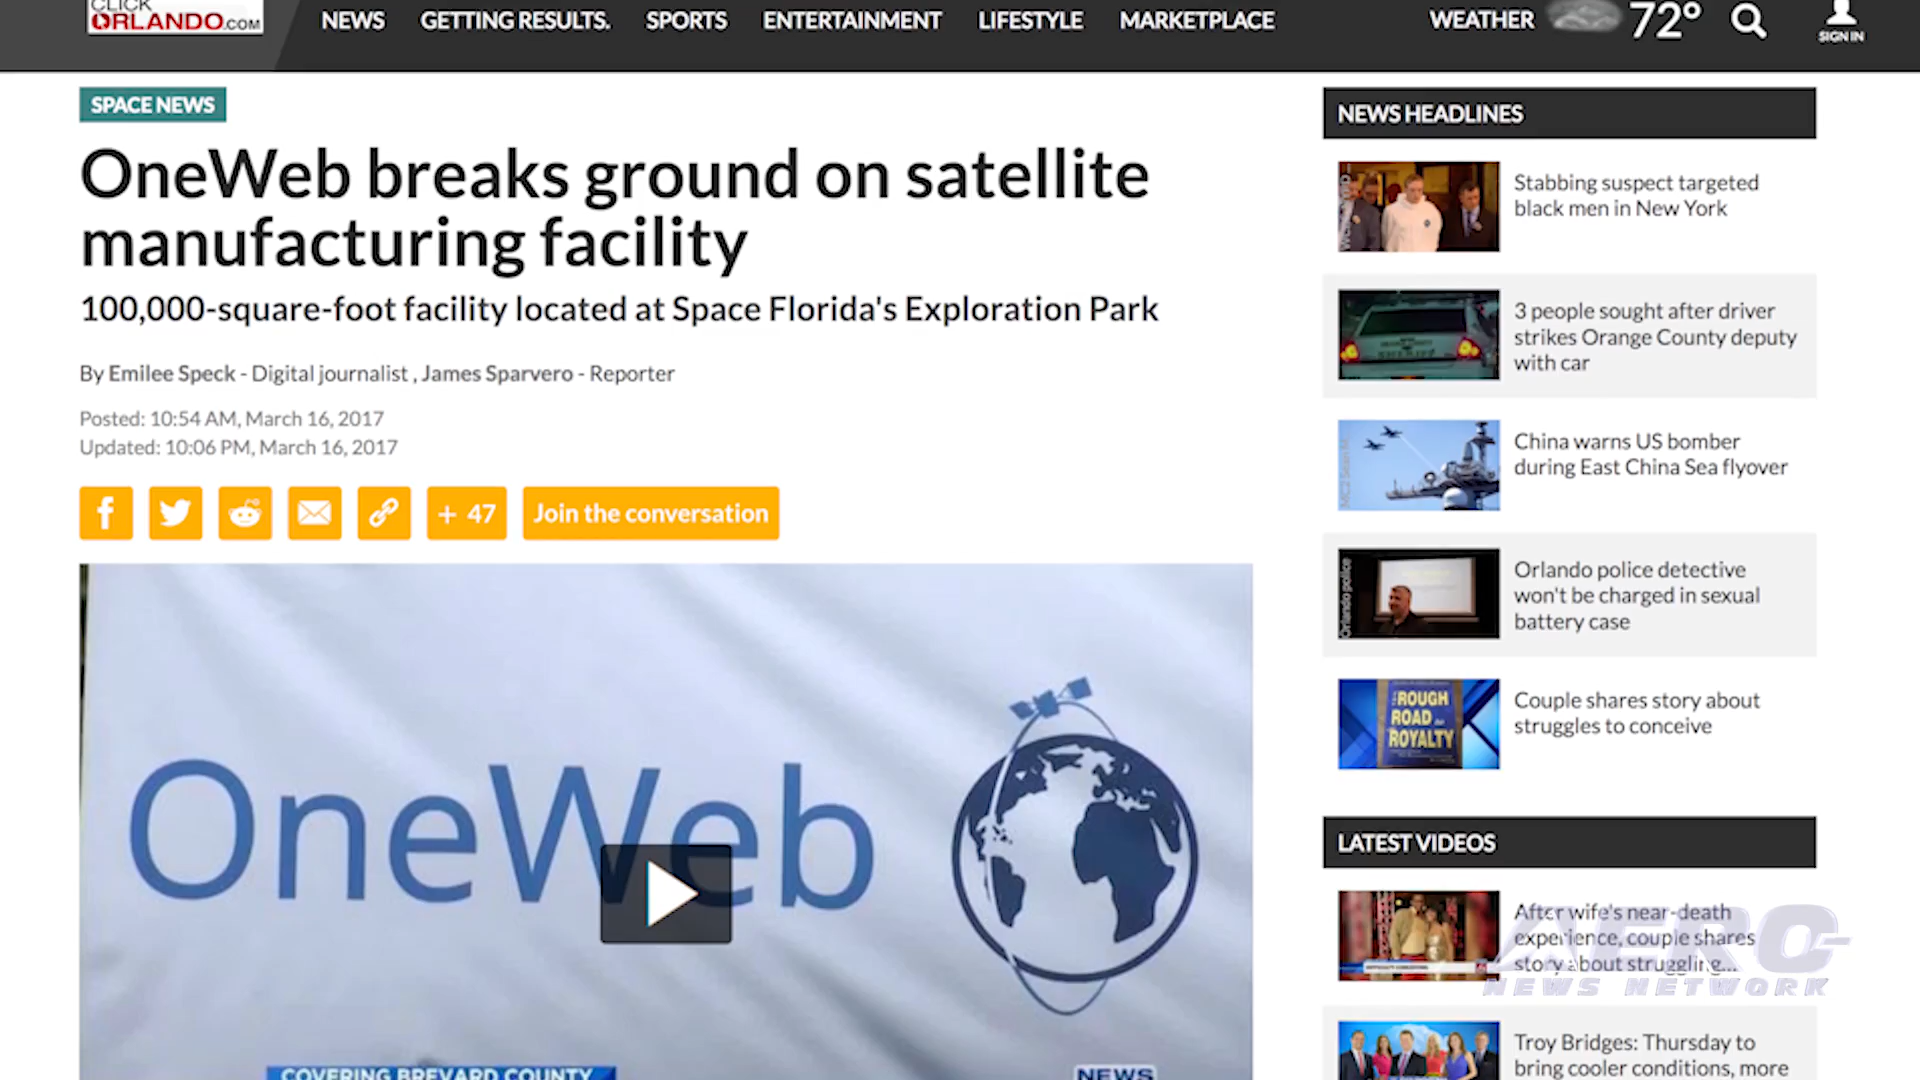 CLICK
ORLANDO.COM
NEWS
GETTING RESULTS.
SPORTS
ENTERTAINMENT
LIFESTYLE
MARKETPLACE
WEATHER
72°
SIGN IN
SPACE NEWS
OneWeb breaks ground on satellite
manufacturing facility
100,000-square-foot facility located at Space Florida's Exploration Park
By Emilee Speck - Digital journalist , James Sparvero - Reporter
Posted: 10:54 AM, March 16, 2017
Updated: 10:06 PM, March 16, 2017
+ 47
Join the conversation
OneWeb
COVERING BREVARD COUNTY
NEWS
NEWS HEADLINES
Stabbing suspect targeted
black men in New York
3 people sought after driver
strikes Orange County deputy
with car
SHERIFF
China warns US bomber
during East China Sea flyover
Orlando police
Orlando police detective
won't be charged in sexual
battery case
ROUGH
ROAD to
ROYALTY
Couple shares story about
struggles to conceive
LATEST VIDEOS
After wife's near-death
experience, couple shares
story about struggling...
AERO-
NEWS NETWORK
Troy Bridges: Thursday to
bring cooler conditions, more